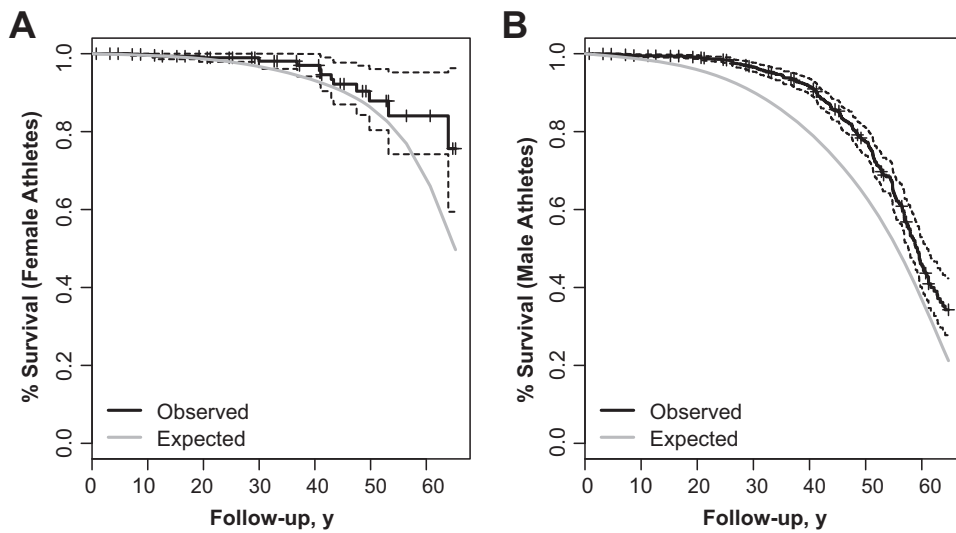 A
% Survival (Female Athletes)
1.0
0.8
0.6
0.4
0.2
0.0
Observed
Expected
0 10 20 30 40 50 60
Follow-up, y
B
% Survival (Male Athletes)
1.0
0.8
0.6
0.4
0.2
0.0
Observed
Expected
0 10 20 30 40 50 60
Follow-up, y